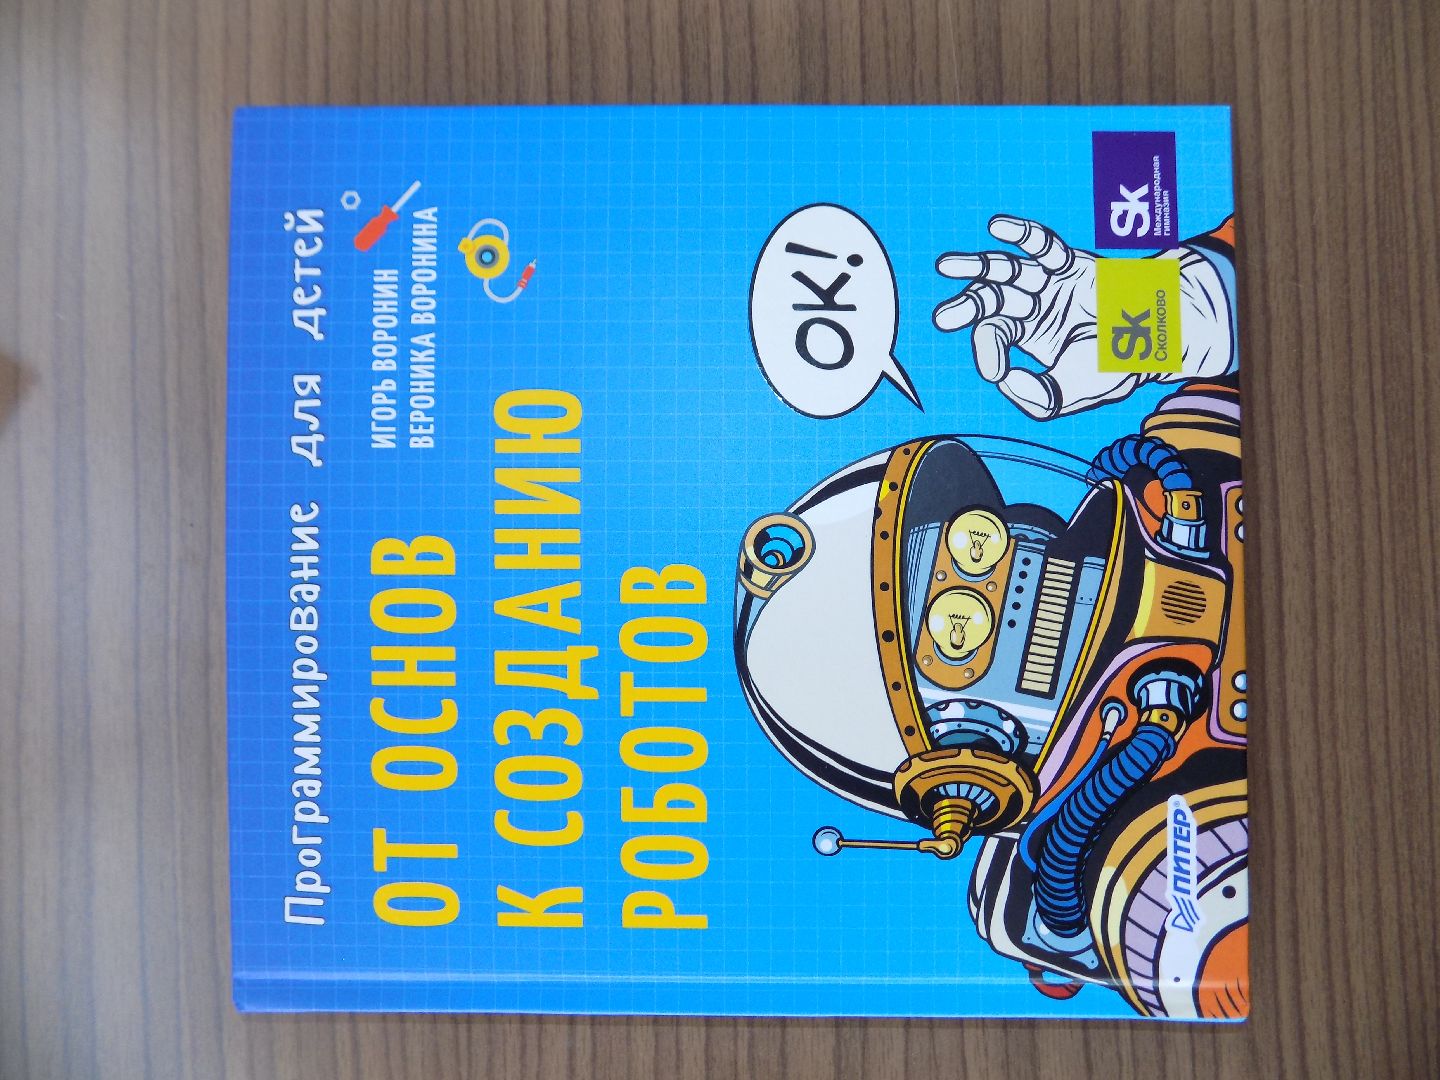 Программирование для детей
ИГОРЬ ВОРОНИН
ВЕРОНИКА ВОРОНИНА
ОТ ОСНОВ
К СОЗДАНИЮ
РОБОТОВ
OK!
ПИТЕР®
Sk
Сколково
Sk
Международная
гимназия